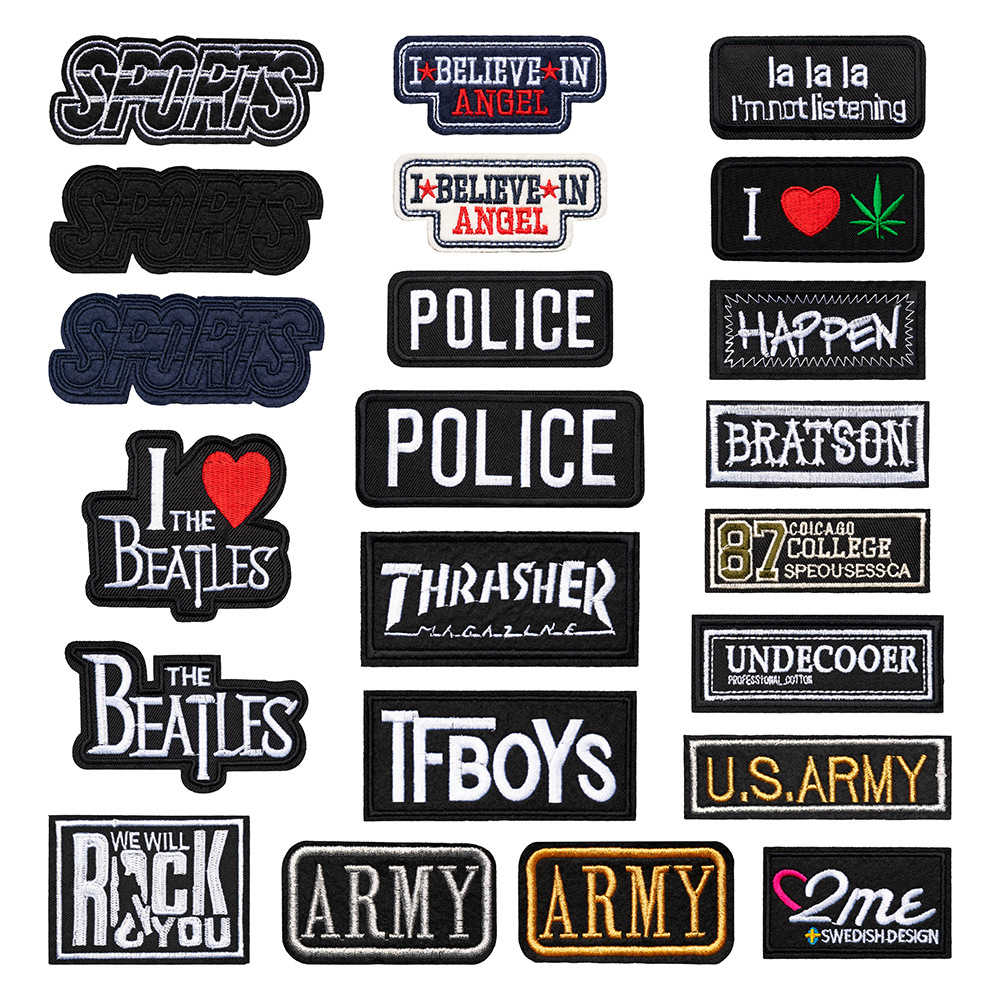 SPORTS
SPORTS
SPORTS
I THE
BEATLES
THE
BEATLES
WE WILL
ROCK
YOU
I★BELIEVE★IN
ANGEL
I★BELIEVE★IN
ANGEL
POLICE
POLICE
THRASHER
MAGAZINE
TFBOYS
ARMY
ARMY
la la la
I'm not listening
I
HAPPEN
BRATSON
87 COICAGO
COLLEGE
SPEOUSESSCA
UNDECOOER
PROFESSIONAL COTTON
U.S.ARMY
2me
SWEDISH DESIGN